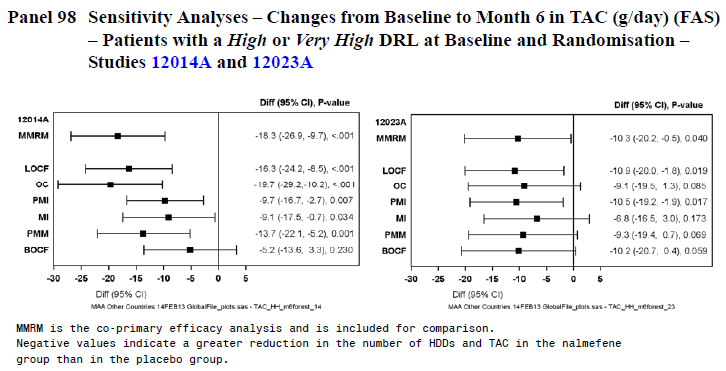 Panel 98 Sensitivity Analyses – Changes from Baseline to Month 6 in TAC (g/day) (FAS)
– Patients with a High or Very High DRL at Baseline and Randomisation –
Studies 12014A and 12023A
Diff (95% CI), P-value
12014A
MMRM -18.3 (-26.9, -9.7), <.001
LOCF -16.3 (-24.2, -8.5), <.001
OC -19.7 (-29.2,-10.2), <.001
PMI -9.7 (-16.7, -2.7), 0.007
MI -9.1 (-17.5, -0.7), 0.034
PMM -13.7 (-22.1, -5.2), 0.001
BOCF -5.2 (-13.6, 3.3), 0.230
-30 -25 -20 -15 -10 -5 0 5
Diff (95% CI)
MAA Other Countries 14FEB13 GlobalFile_plots.sas - TAC_HH_m6forest_14
Diff (95% CI), P-value
12023A
MMRM -10.3 (-20.2, -0.5), 0.040
LOCF -10.9 (-20.0, -1.8), 0.019
OC -9.1 (-19.5, 1.3), 0.085
PMI -10.5 (-19.2, -1.9), 0.017
MI -6.8 (-16.5, 3.0), 0.173
PMM -9.3 (-19.4, 0.7), 0.069
BOCF -10.2 (-20.7, 0.4), 0.059
-30 -25 -20 -15 -10 -5 0 5
Diff (95% CI)
MAA Other Countries 14FEB13 GlobalFile_plots.sas - TAC_HH_m6forest_23
MMRM is the co-primary efficacy analysis and is included for comparison.
Negative values indicate a greater reduction in the number of HDDs and TAC in the nalmefene
group than in the placebo group.